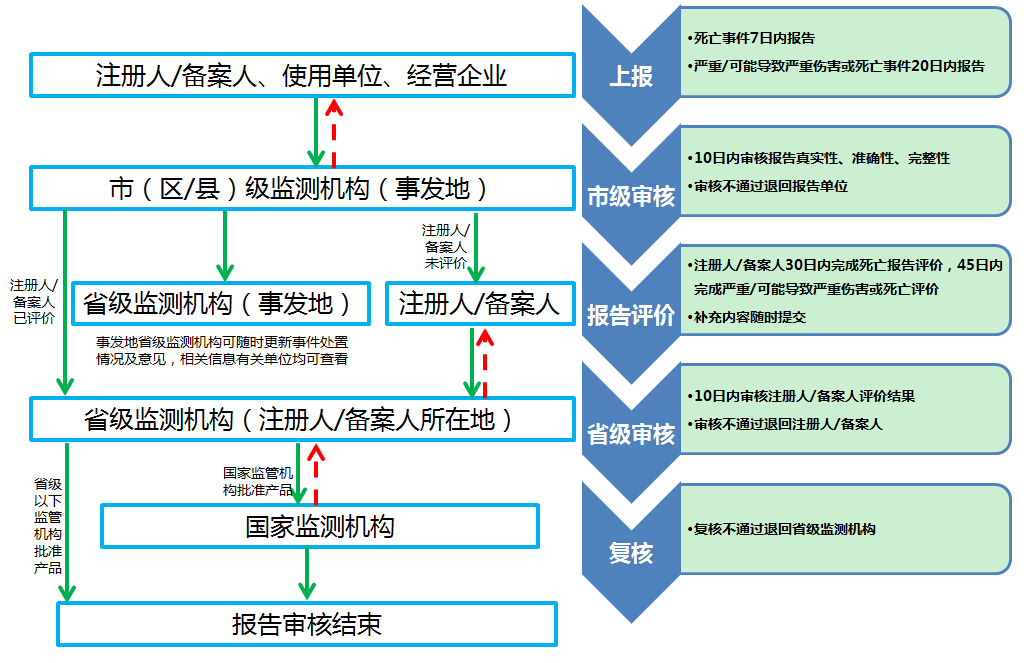 注册人/备案人、使用单位、经营企业
市（区/县）级监测机构（事发地）
注册人/
备案人
已评价
注册人/
备案人
未评价
省级监测机构（事发地）
注册人/备案人
事发地省级监测机构可随时更新事件处置
情况及意见，相关信息有关单位均可查看
省级监测机构（注册人/备案人所在地）
省级
以下
监管
机构
批准
产品
国家监管机
构批准产品
国家监测机构
报告审核结束
上报
•死亡事件7日内报告
•严重/可能导致严重伤害或死亡事件20日内报告
市级审核
•10日内审核报告真实性、准确性、完整性
•审核不通过退回报告单位
报告评价
•注册人/备案人30日内完成死亡报告评价，45日内
完成严重/可能导致严重伤害或死亡评价
•补充内容随时提交
省级审核
•10日内审核注册人/备案人评价结果
•审核不通过退回注册人/备案人
复核
•复核不通过退回省级监测机构